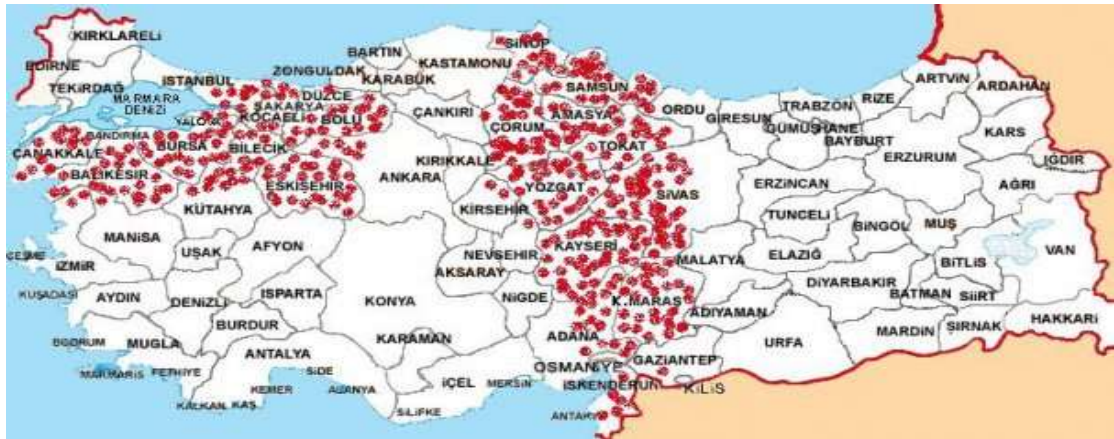 KIRKLARELİ
EDİRNE
TEKİRDAĞ
İSTANBUL
MARMARA
DENİZİ
YALOVA
BANDIRMA
ÇANAKKALE
BALIKESİR
BURSA
BİLECİK
KOCAELİ
SAKARYA
DÜZCE
BOLU
ZONGULDAK
BARTIN
KARABÜK
KASTAMONU
SİNOP
SAMSUN
ÇANKIRI
ÇORUM
AMASYA
ORDU
GİRESUN
TRABZON
RİZE
ARTVİN
ARDAHAN
KARS
IĞDIR
GÜMÜŞHANE
BAYBURT
ERZURUM
AĞRI
TOKAT
SİVAS
ERZİNCAN
TUNCELİ
BİNGÖL
MUŞ
BİTLİS
VAN
ESKİŞEHİR
ANKARA
KIRIKKALE
YOZGAT
KIRŞEHİR
KÜTAHYA
MANİSA
UŞAK
AFYON
KAYSERİ
NEVŞEHİR
AKSARAY
NİGDE
MALATYA
ELAZIĞ
DİYARBAKIR
BATMAN
SİİRT
HAKKARİ
ŞIRNAK
MARDİN
URFA
ADIYAMAN
K.MARAŞ
ÇEŞME
İZMİR
KUŞADASI
AYDIN
DENİZLİ
ISPARTA
KONYA
BURDUR
MUGLA
BODRUM
MARMARİS
FETHİYE
ANTALYA
SİDE
KEMER
ALANYA
KALKAN
KAŞ
KARAMAN
İÇEL
SİLİFKE
MERSİN
ADANA
OSMANİYE
GAZİANTEP
İSKENDERUN
KİLİS
ANTAKYA